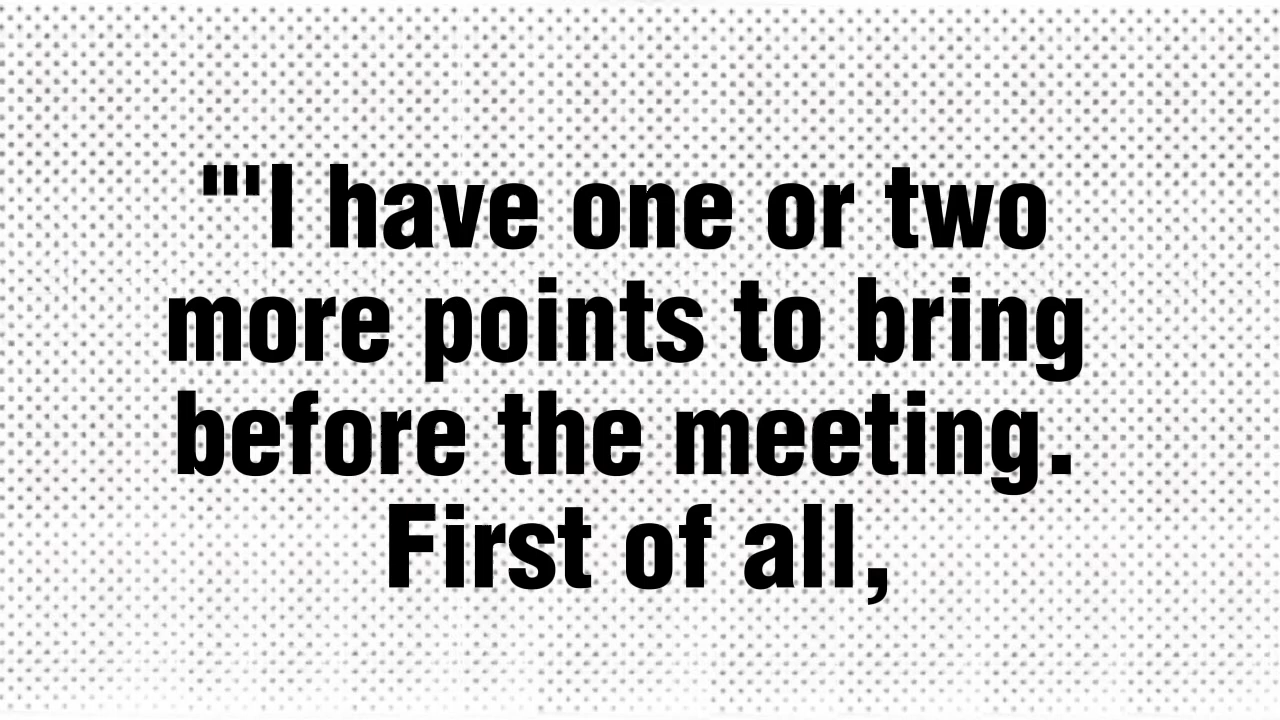 "'I have one or two
more points to bring
before the meeting.
First of all,